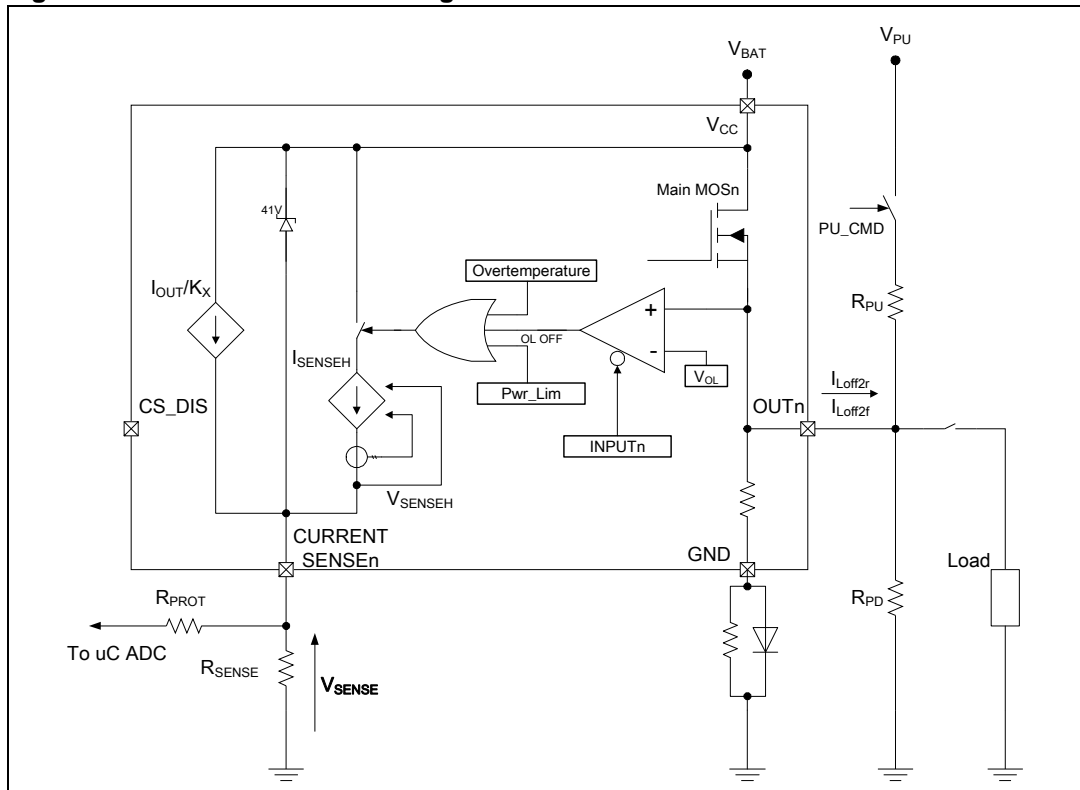 V_BAT
V_PU
V_CC
41V
Main MOSn
PU_CMD
Overtemperature
I_OUT/K_X
R_PU
+
-
OL OFF
I_SENSEH
V_OL
Pwr_Lim
I_Loff2r
I_Loff2f
CS_DIS
OUTn
INPUTn
V_SENSEH
CURRENT
SENSEn
GND
Load
R_PROT
R_PD
To uC ADC
R_SENSE
V_SENSE